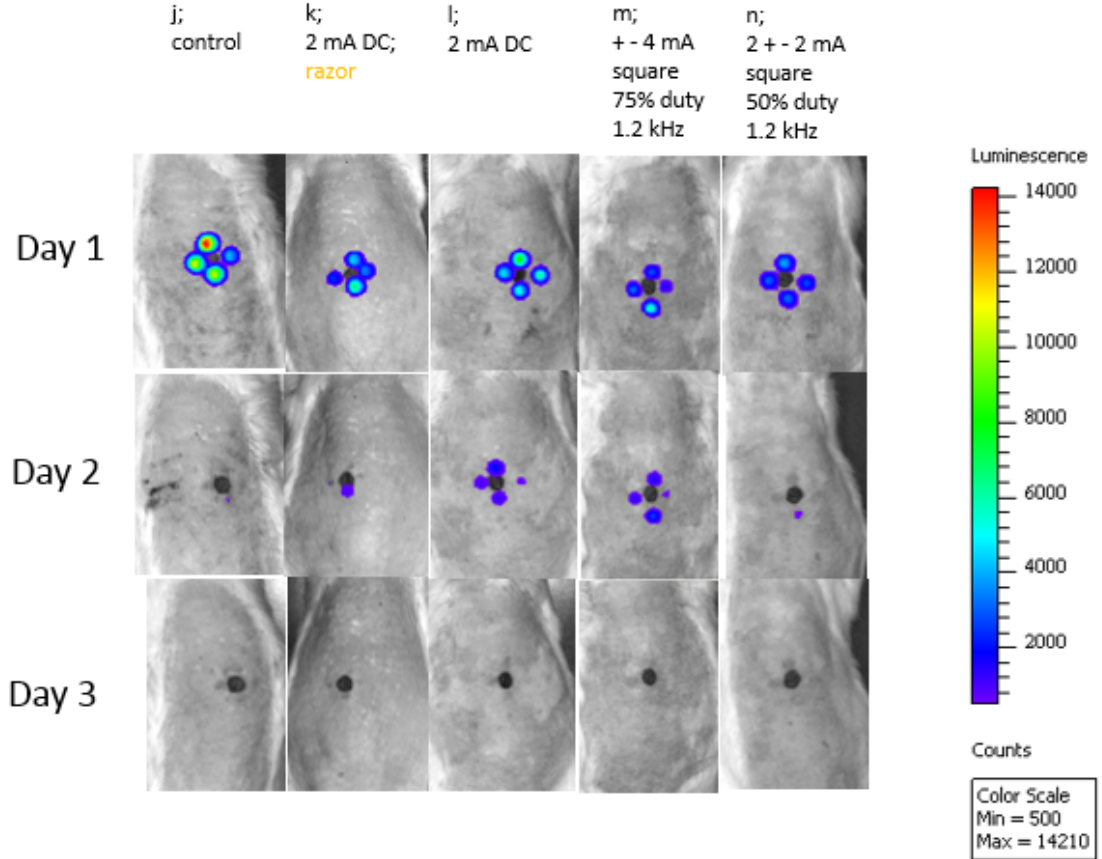 j;
control
k;
2 mA DC;
razor
l;
2 mA DC
m;
+ - 4 mA
square
75% duty
1.2 kHz
n;
2 + - 2 mA
square
50% duty
1.2 kHz
Day 1
Day 2
Day 3
Luminescence
14000
12000
10000
8000
6000
4000
2000
Counts
Color Scale
Min = 500
Max = 14210